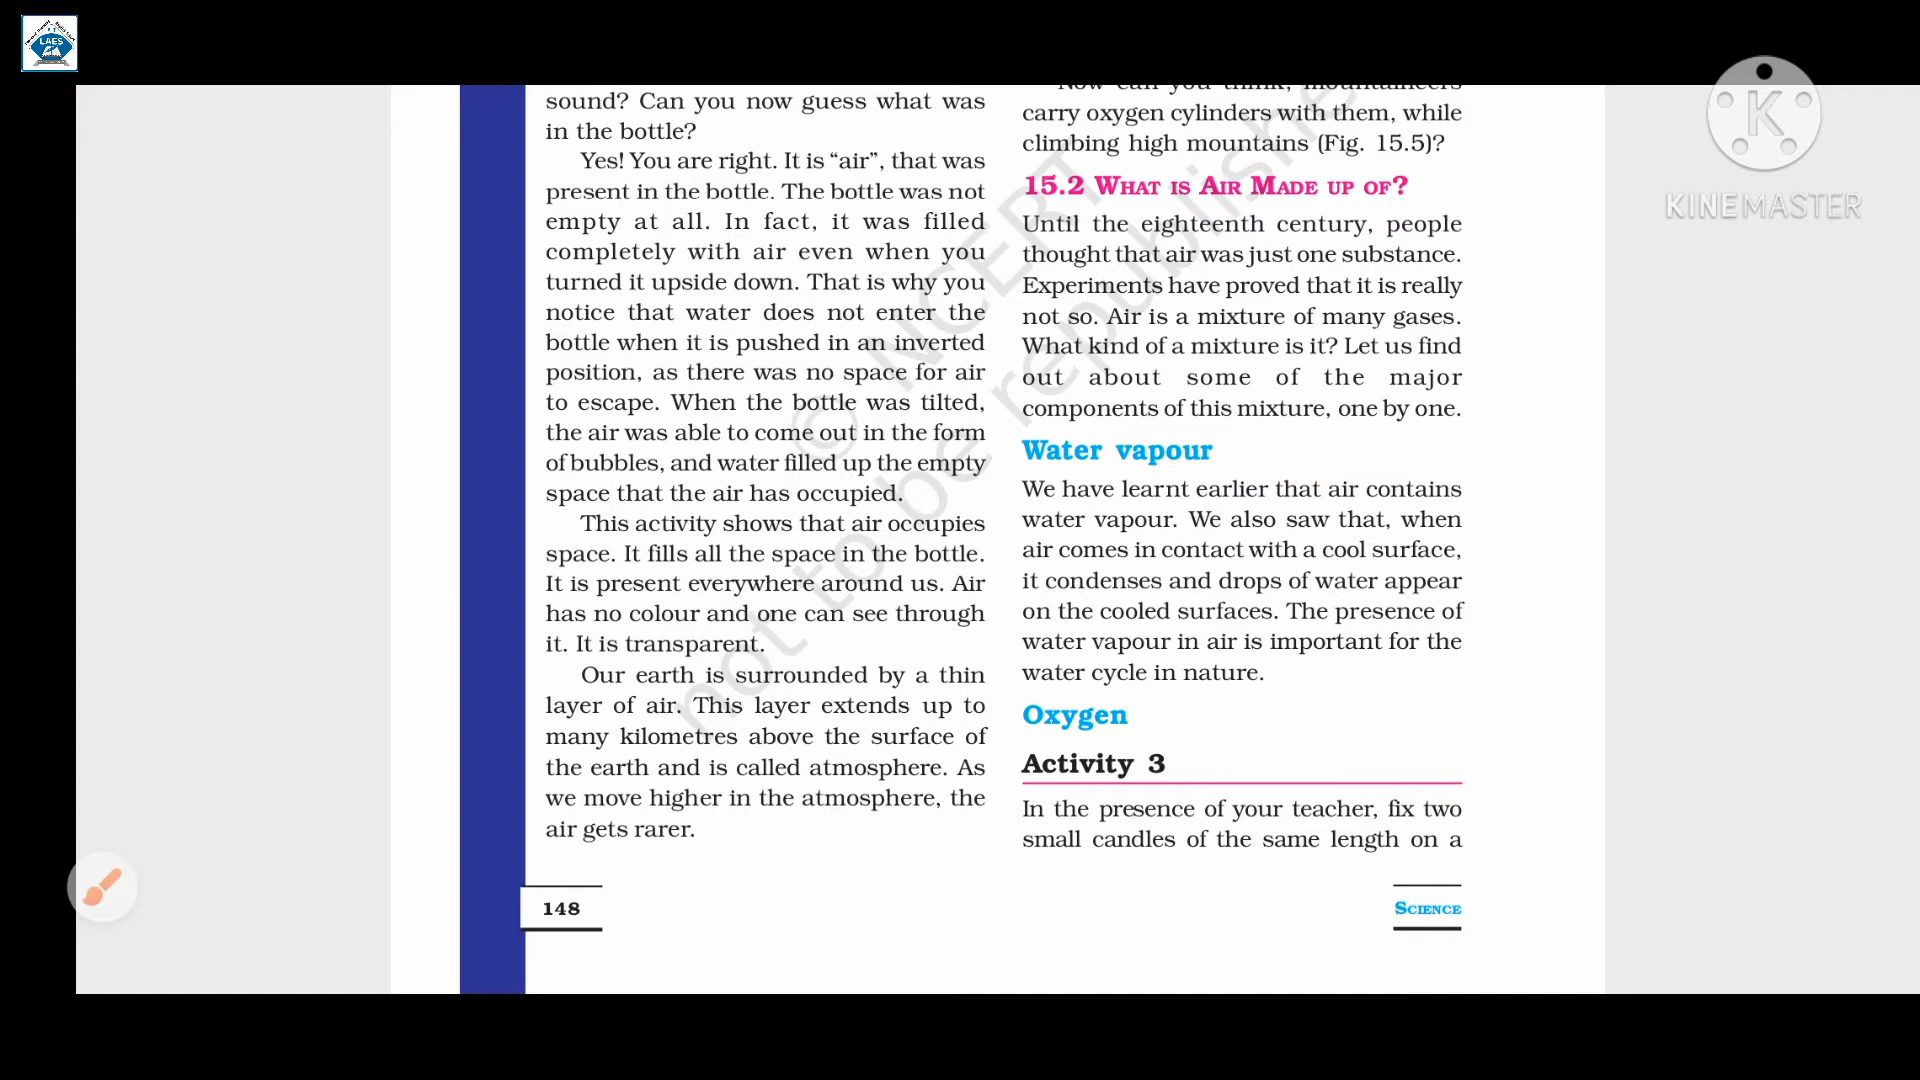 LAES
sound? Can you now guess what was
in the bottle?
Yes! You are right. It is “air”, that was
present in the bottle. The bottle was not
empty at all. In fact, it was filled
completely with air even when you
turned it upside down. That is why you
notice that water does not enter the
bottle when it is pushed in an inverted
position, as there was no space for air
to escape. When the bottle was tilted,
the air was able to come out in the form
of bubbles, and water filled up the empty
space that the air has occupied.
This activity shows that air occupies
space. It fills all the space in the bottle.
It is present everywhere around us. Air
has no colour and one can see through
it. It is transparent.
Our earth is surrounded by a thin
layer of air. This layer extends up to
many kilometres above the surface of
the earth and is called atmosphere. As
we move higher in the atmosphere, the
air gets rarer.
148
Now can you think, mountaineers
carry oxygen cylinders with them, while
climbing high mountains (Fig. 15.5)?
15.2 WHAT IS AIR MADE UP OF?
Until the eighteenth century, people
thought that air was just one substance.
Experiments have proved that it is really
not so. Air is a mixture of many gases.
What kind of a mixture is it? Let us find
out about some of the major
components of this mixture, one by one.
Water vapour
We have learnt earlier that air contains
water vapour. We also saw that, when
air comes in contact with a cool surface,
it condenses and drops of water appear
on the cooled surfaces. The presence of
water vapour in air is important for the
water cycle in nature.
Oxygen
Activity 3
In the presence of your teacher, fix two
small candles of the same length on a
SCIENCE
© NCERT
not to be republishe
K
KINEMASTER